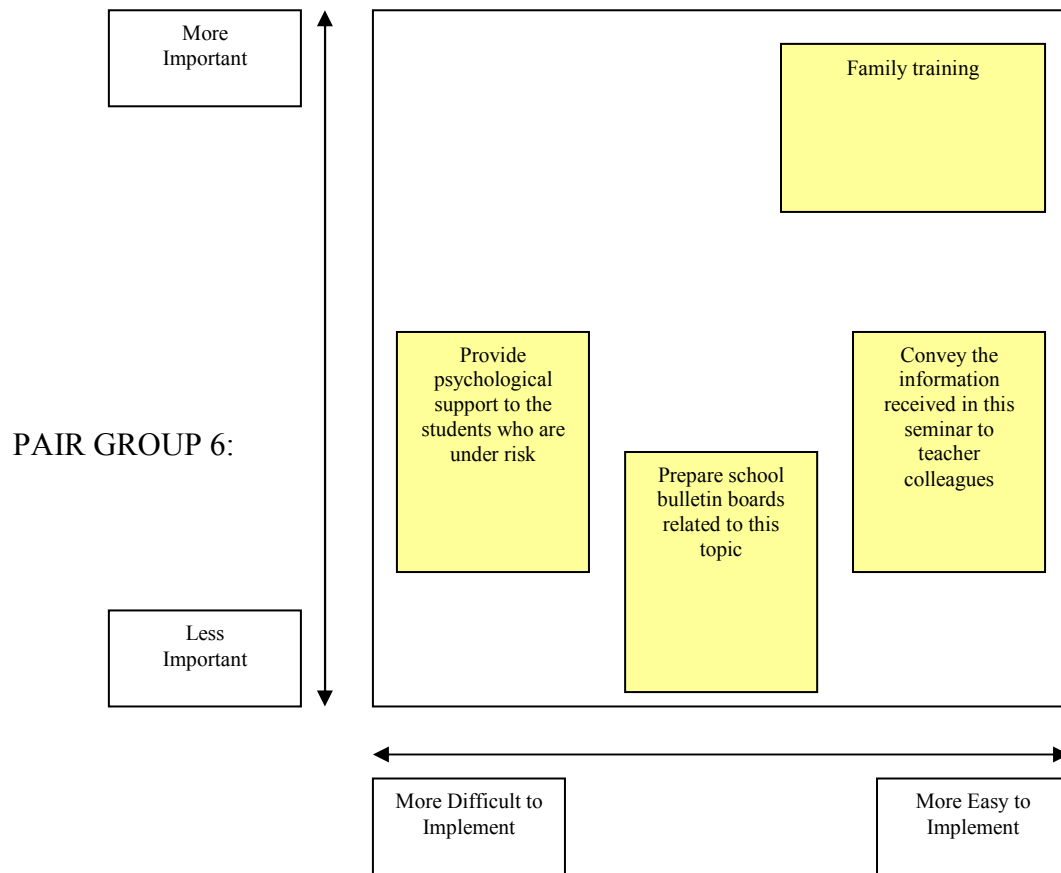 More
Important
Family training
Provide
psychological
support to the
students who are
under risk
Convey the
information
received in this
seminar to
teacher
colleagues
PAIR GROUP 6:
Prepare school
bulletin boards
related to this
topic
Less
Important
More Difficult to
Implement
More Easy to
Implement